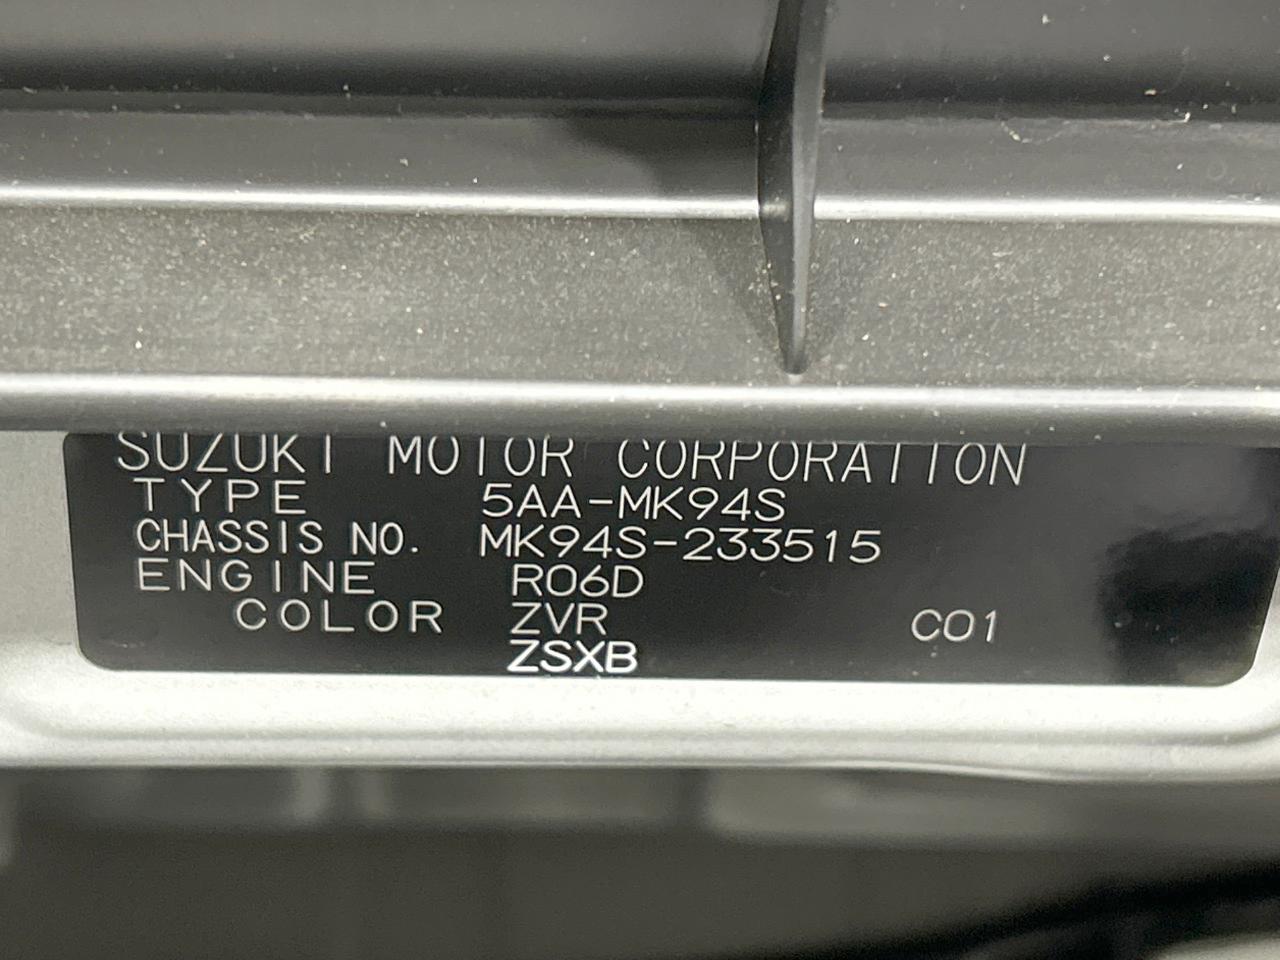 SUZUKI MOTOR CORPORATION
TYPE 5AA-MK94S
CHASSIS NO. MK94S-233515
ENGINE R06D
COLOR ZVR C01
ZSXB